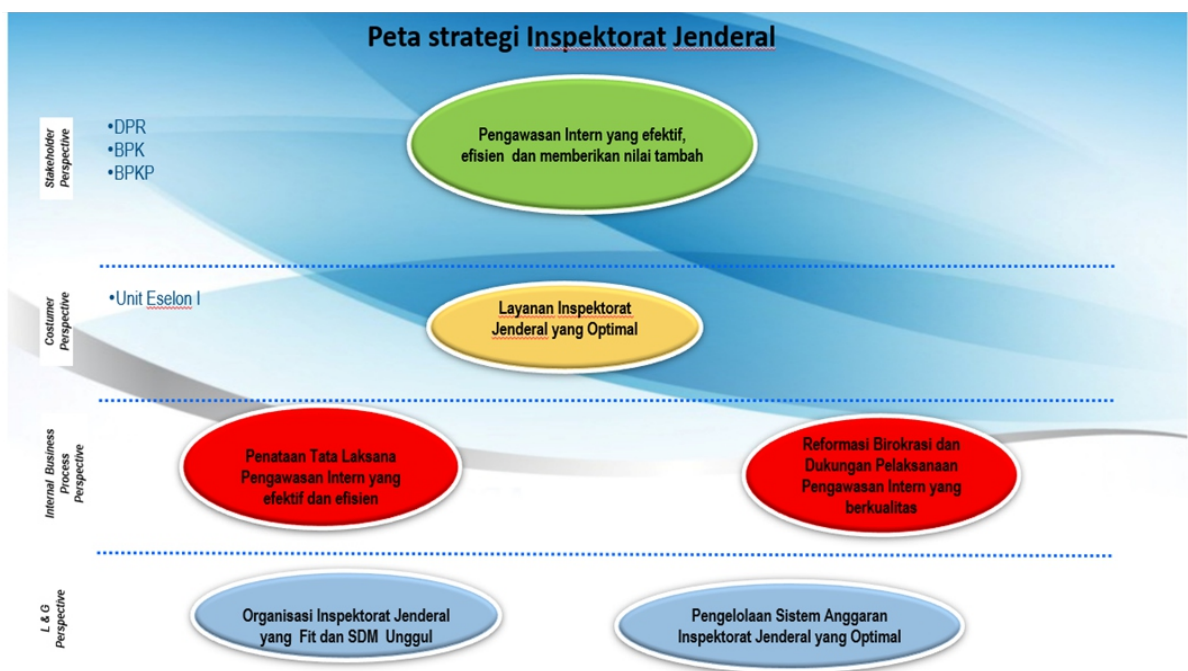 Peta strategi Inspektorat Jenderal
Stakeholder
Perspective
•DPR
•BPK
•BPKP
Pengawasan Intern yang efektif,
efisien dan memberikan nilai tambah
Costumer
Perspective
•Unit Eselon I
Layanan Inspektorat
Jenderal yang Optimal
Internal Business
Process
Perspective
Penataan Tata Laksana
Pengawasan Intern yang
efektif dan efisien
Reformasi Birokrasi dan
Dukungan Pelaksanaan
Pengawasan Intern yang
berkualitas
L & G
Perspective
Organisasi Inspektorat Jenderal
yang Fit dan SDM Unggul
Pengelolaan Sistem Anggaran
Inspektorat Jenderal yang Optimal